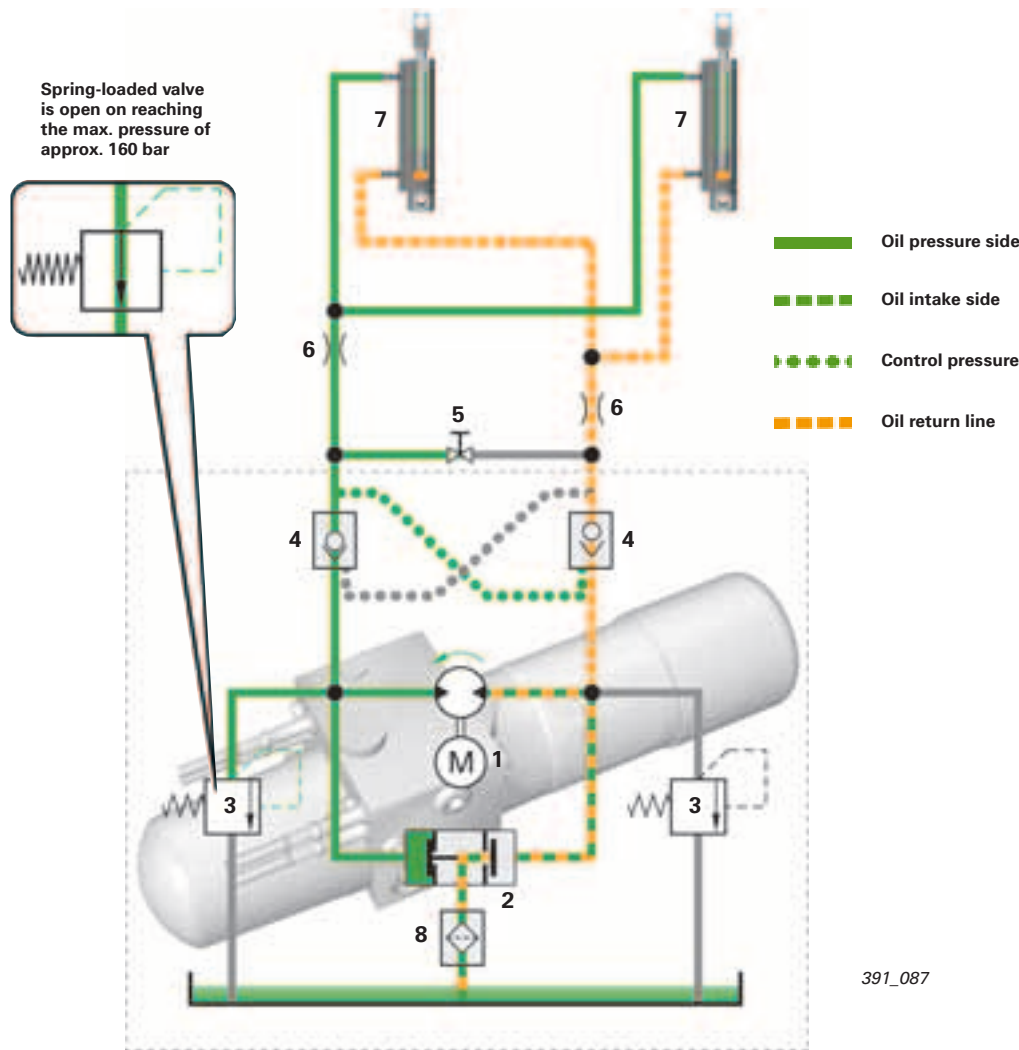 Spring-loaded valve
is open on reaching
the max. pressure of
approx. 160 bar
7
7
Oil pressure side
Oil intake side
Control pressure
Oil return line
6
6
5
4
4
M
1
3
3
2
8
391_087